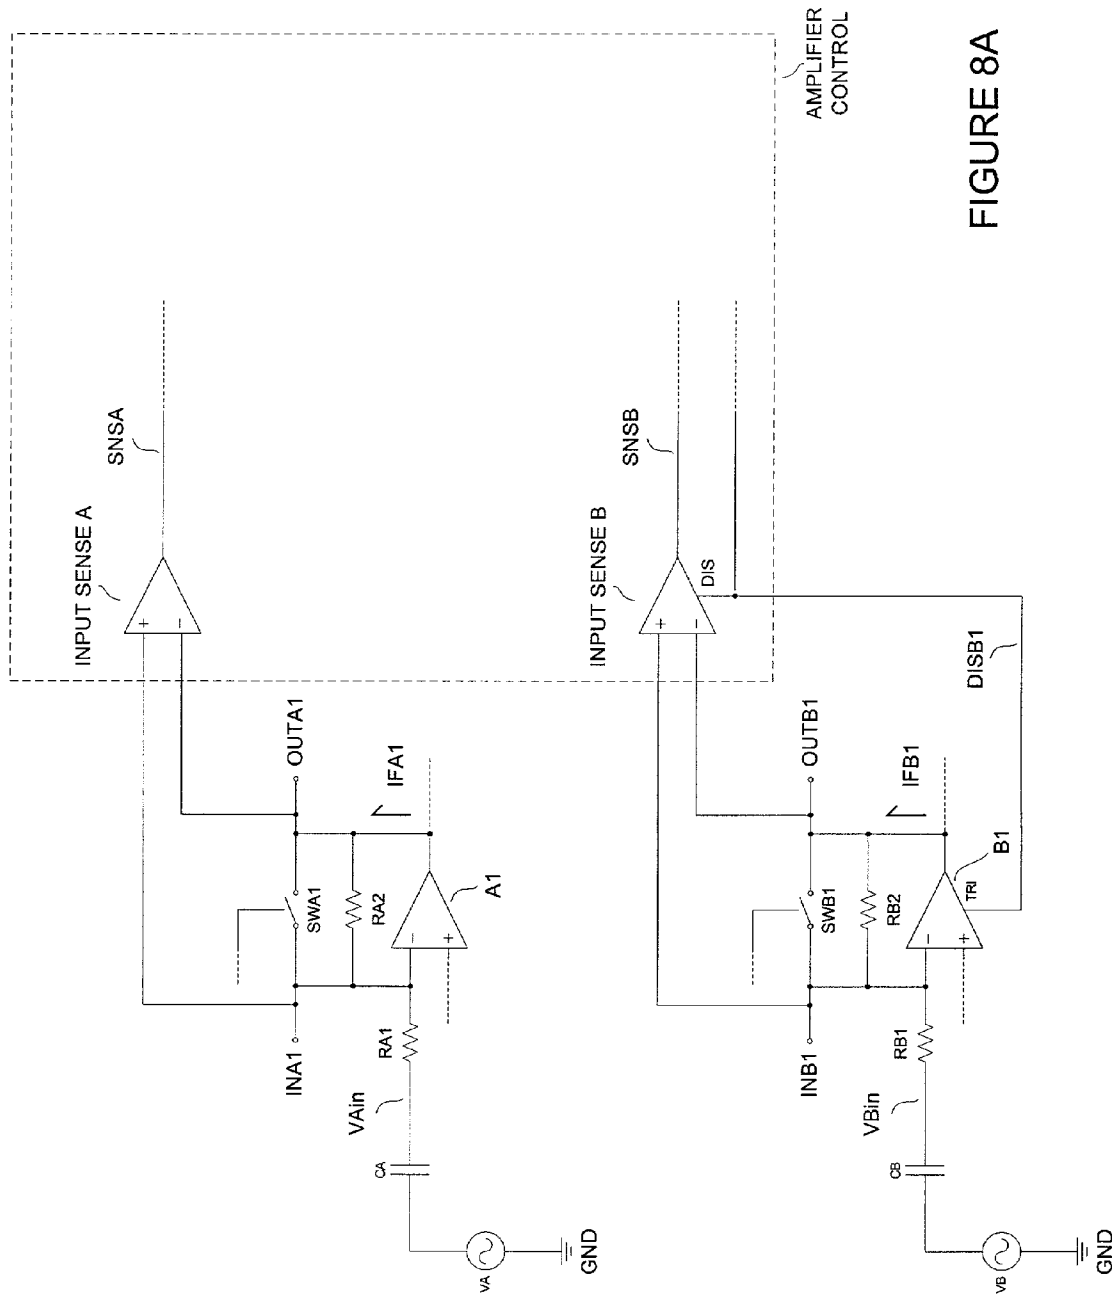 AMPLIFIER
CONTROL
INPUT SENSE A
SNSA
+
−
OUTA1
INA1
SWA1
RA2
IFA1
A1
−
+
RA1
VAin
CA
VA
GND
INPUT SENSE B
SNSB
+
−
DIS
DISB1
OUTB1
INB1
SWB1
RB2
IFB1
B1
TRI
−
+
RB1
VBin
CB
VB
GND
FIGURE 8A